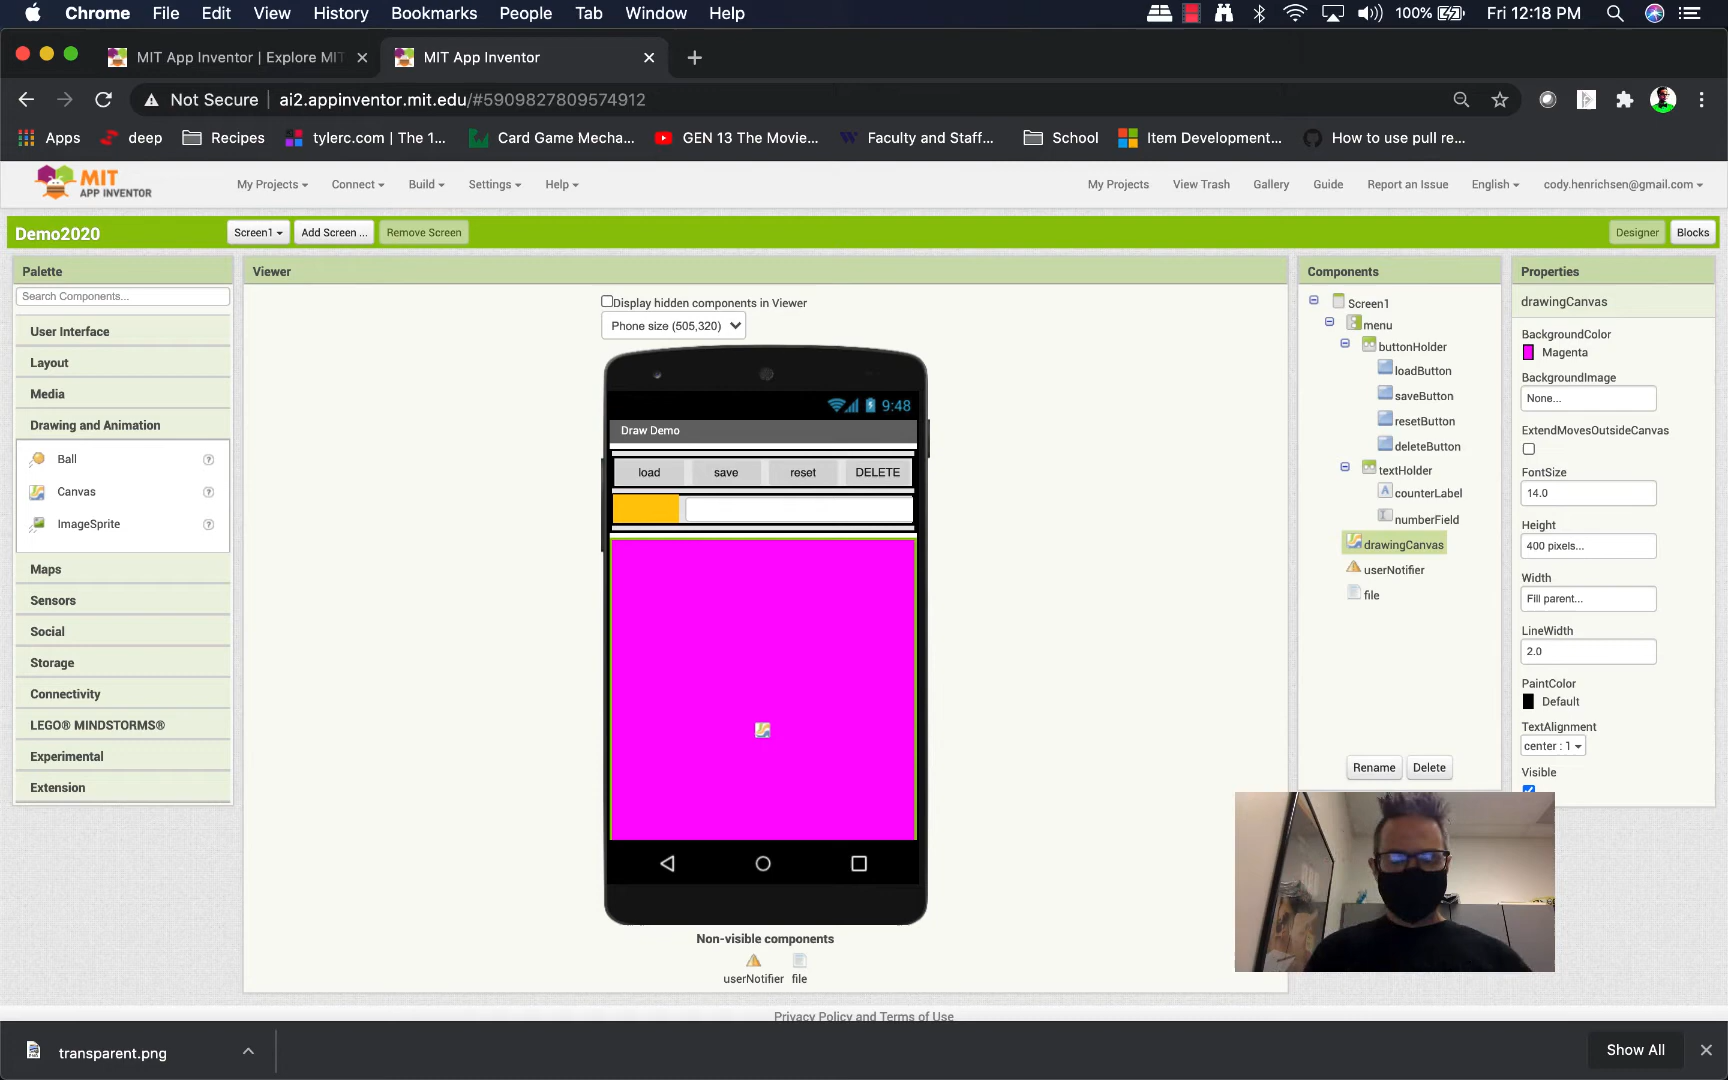 Chrome File Edit View History Bookmarks People Tab Window Help 100% Fri 12:18 PM
MIT App Inventor | Explore MIT MIT App Inventor
Not Secure ai2.appinventor.mit.edu/#5909827809574912
Apps deep Recipes tylerc.com | The 1... Card Game Mecha... GEN 13 The Movie... Faculty and Staff... School Item Development... How to use pull re...
MIT APP INVENTOR My Projects Connect Build Settings Help My Projects View Trash Gallery Guide Report an Issue English cody.henrichsen@gmail.com
Demo2020 Screen1 Add Screen ... Remove Screen Designer Blocks
Palette Viewer Components Properties
Search Components...
User Interface
Layout
Media
Drawing and Animation
Ball ?
Canvas ?
ImageSprite ?
Maps
Sensors
Social
Storage
Connectivity
LEGO® MINDSTORMS®
Experimental
Extension
Display hidden components in Viewer
Phone size (505,320)
9:48
Draw Demo
load save reset DELETE
Non-visible components
userNotifier file
Screen1
menu
buttonHolder
loadButton
saveButton
resetButton
deleteButton
textHolder
counterLabel
numberField
drawingCanvas
userNotifier
file
Rename Delete
drawingCanvas
BackgroundColor
Magenta
BackgroundImage
None...
ExtendMovesOutsideCanvas
FontSize
14.0
Height
400 pixels...
Width
Fill parent...
LineWidth
2.0
PaintColor
Default
TextAlignment
center : 1
Visible
Privacy Policy and Terms of Use
transparent.png Show All